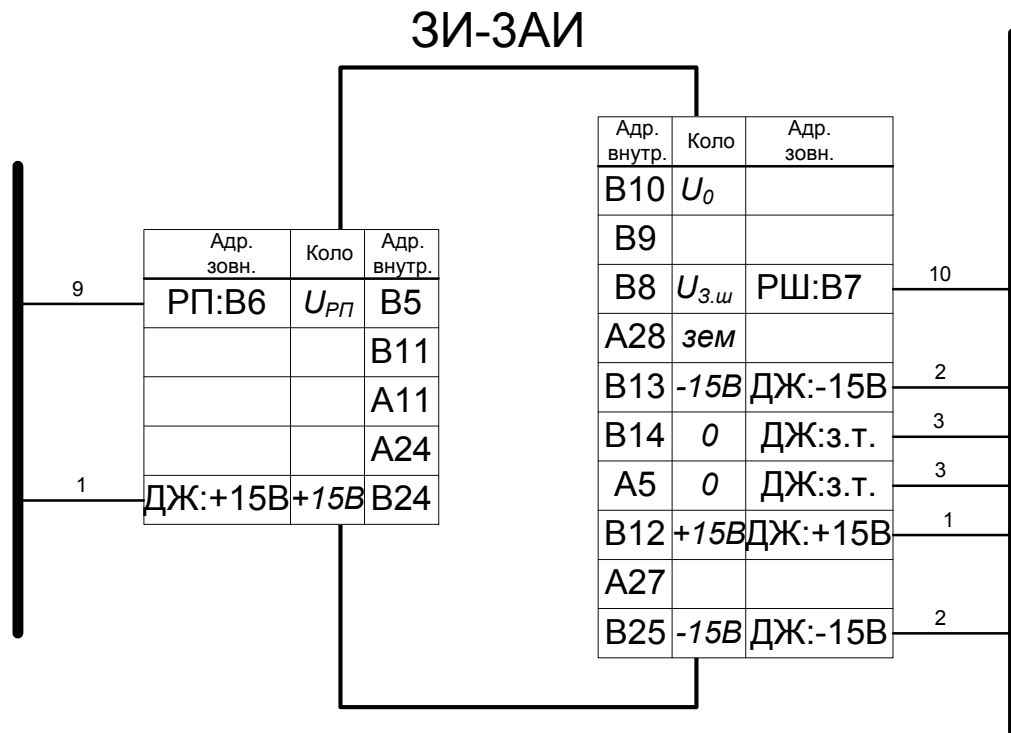 ЗИ-3АИ
Адр. зовн. Коло Адр. внутр.
9 РП:В6 UРП В5
В11
А11
А24
1 ДЖ:+15В +15В В24
Адр. внутр. Коло Адр. зовн.
В10 U0
В9
В8 UЗ.ш РШ:В7 10
А28 зем
В13 -15В ДЖ:-15В 2
В14 0 ДЖ:з.т. 3
А5 0 ДЖ:з.т. 3
В12 +15В ДЖ:+15В 1
А27
В25 -15В ДЖ:-15В 2